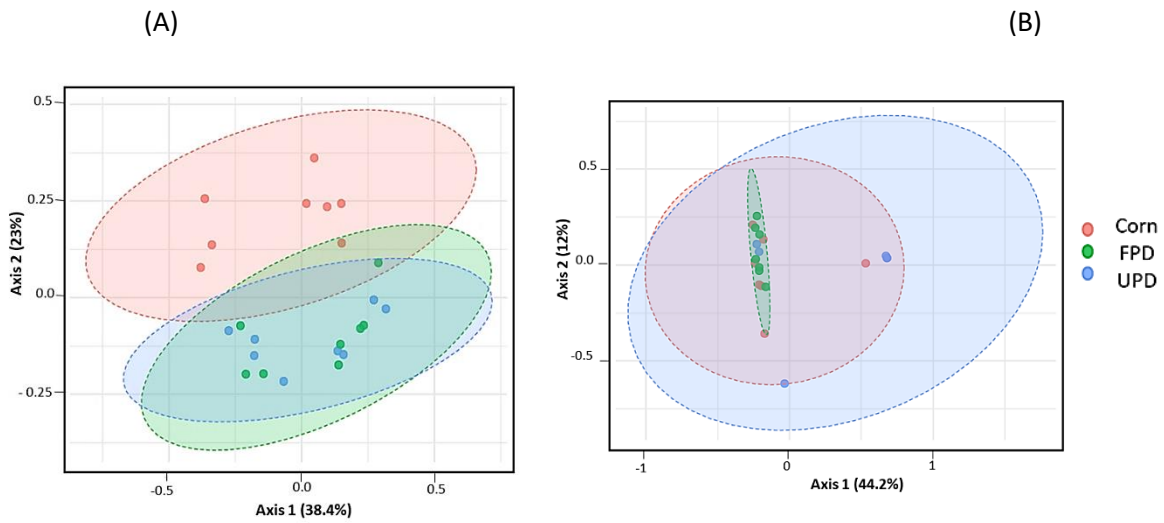 (A)
(B)
0.5
0.25
0.0
- 0.25
Axis 2 (23%)
-0.5
0.0
0.5
Axis 1 (38.4%)
0.5
0.0
-0.5
Axis 2 (12%)
-1
0
1
Axis 1 (44.2%)
Corn
FPD
UPD